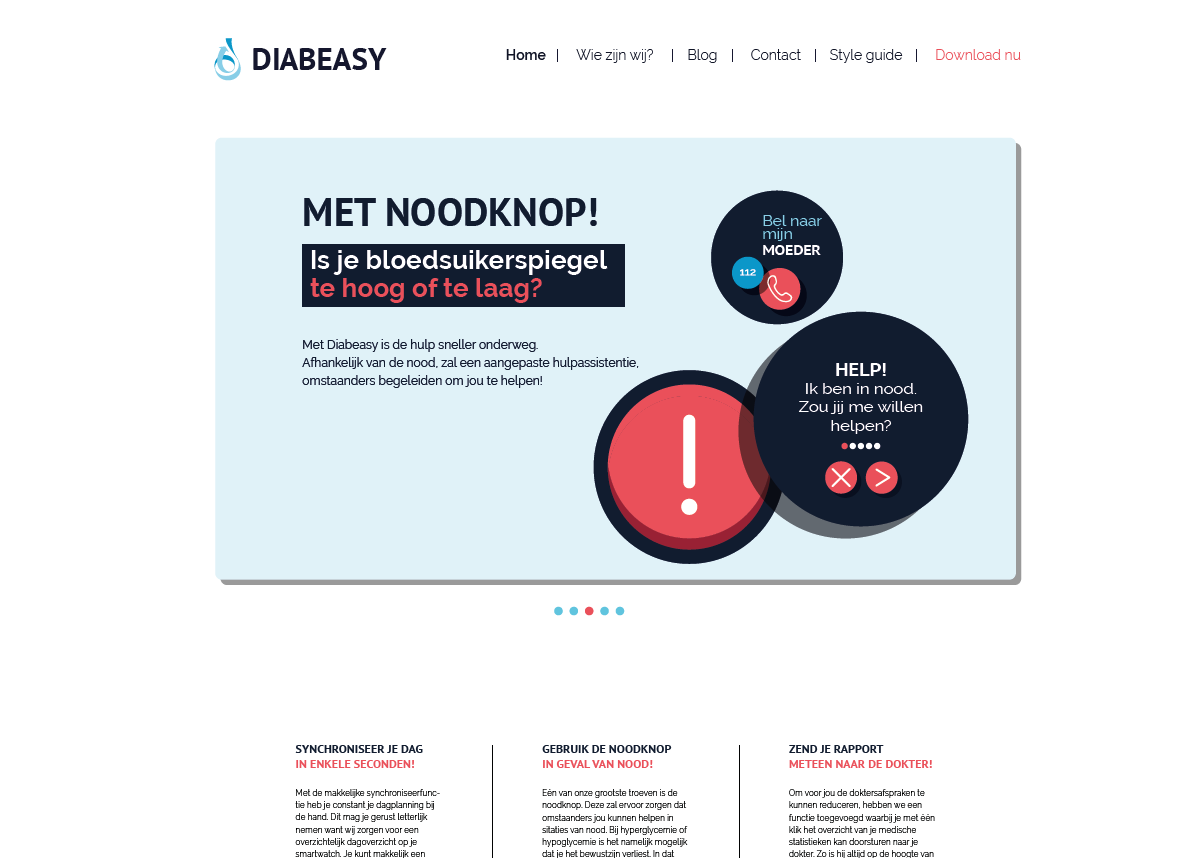 DIABEASY
Home | Wie zijn wij? | Blog | Contact | Style guide | Download nu
MET NOODKNOP!
Is je bloedsuikerspiegel
te hoog of te laag?
Met Diabeasy is de hulp sneller onderweg.
Afhankelijk van de nood, zal een aangepaste hulpassistentie,
omstaanders begeleiden om jou te helpen!
Bel naar
mijn
MOEDER
112
HELP!
Ik ben in nood.
Zou jij me willen
helpen?
SYNCHRONISEER JE DAG
IN ENKELE SECONDEN!
Met de makkelijke synchroniseerfunc-
tie heb je constant je dagplanning bij
de hand. Dit mag je gerust letterlijk
nemen want wij zorgen voor een
overzichtelijk dagoverzicht op je
smartwatch. Je kunt makkelijk een
GEBRUIK DE NOODKNOP
IN GEVAL VAN NOOD!
Eén van onze grootste troeven is de
noodknop. Deze zal ervoor zorgen dat
omstaanders jou kunnen helpen in
sitaties van nood. Bij hyperglycemie of
hypoglycemie is het namelijk mogelijk
dat je het bewustzijn verliest. In dat
ZEND JE RAPPORT
METEEN NAAR DE DOKTER!
Om voor jou de doktersafspraken te
kunnen reduceren, hebben we een
functie toegevoegd waarbij je met één
klik het overzicht van je medische
statistieken kan doorsturen naar je
dokter. Zo is hij altijd op de hoogte van